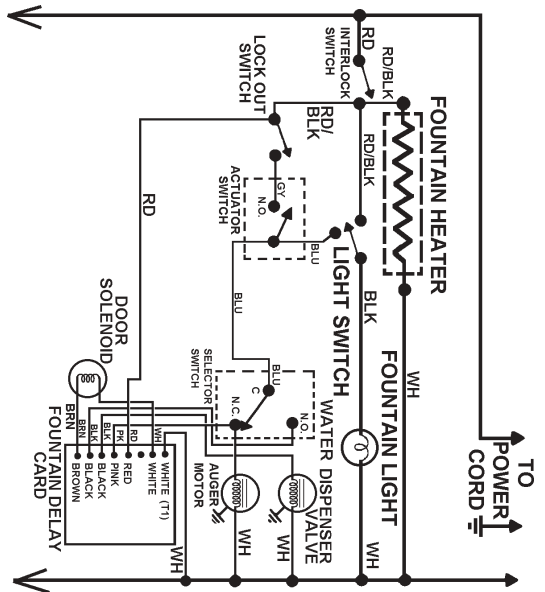 TO
POWER
CORD
RD
INTERLOCK
SWITCH
RD/BLK
FOUNTAIN HEATER
LOCK OUT
SWITCH
RD/
BLK
RD/BLK
ACTUATOR
SWITCH
GY
N.O.
RD
BLU
LIGHT SWITCH
BLK
WH
BLU
FOUNTAIN LIGHT
DOOR
SOLENOID
SELECTOR
SWITCH
BLU
C
N.C.
N.O.
WATER DISPENSER
VALVE
AUGER
MOTOR
WH
WH
WH
BRN
BRN
BLK
BLK
PK
RD
WH
BROWN
BLACK
BLACK
PINK
RED
WHITE
WHITE (T1)
WH
FOUNTAIN DELAY
CARD